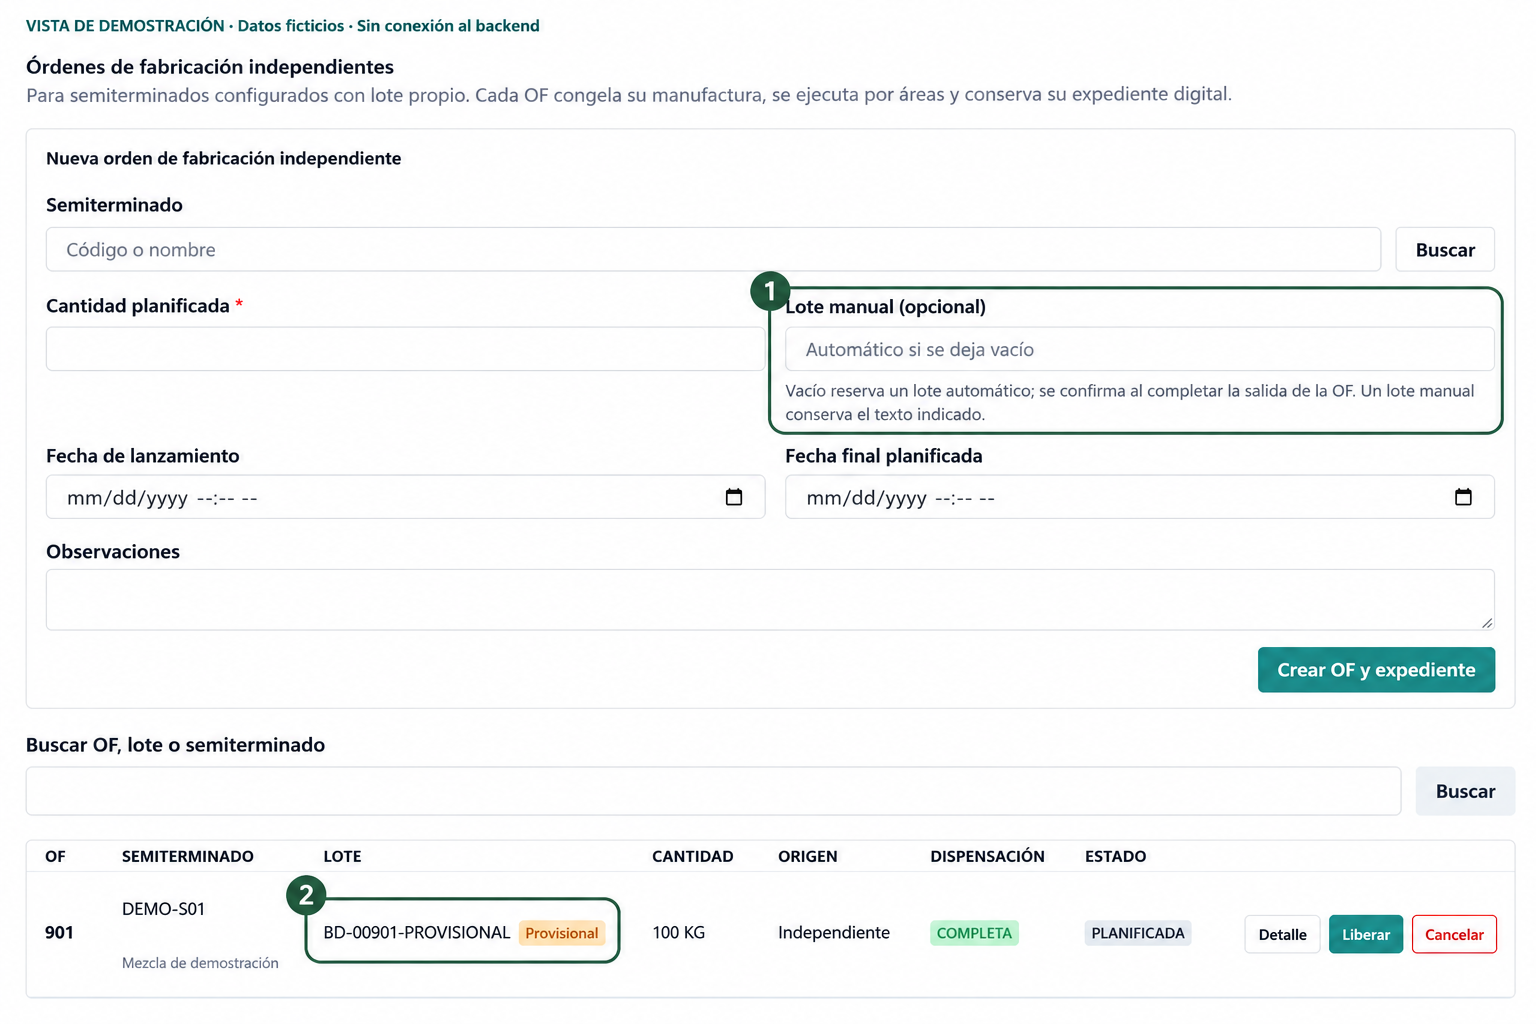 VISTA DE DEMOSTRACIÓN · Datos ficticios · Sin conexión al backend
Órdenes de fabricación independientes
Para semiterminados configurados con lote propio. Cada OF congela su manufactura, se ejecuta por áreas y conserva su expediente digital.
Nueva orden de fabricación independiente
Semiterminado
Código o nombre
Buscar
Cantidad planificada *
1
Lote manual (opcional)
Automático si se deja vacío
Vacío reserva un lote automático; se confirma al completar la salida de la OF. Un lote manual
conserva el texto indicado.
Fecha de lanzamiento
Fecha final planificada
mm/dd/yyyy --:-- --
mm/dd/yyyy --:-- --
Observaciones
Crear OF y expediente
Buscar OF, lote o semiterminado
Buscar
OF SEMITERMINADO LOTE CANTIDAD ORIGEN DISPENSACIÓN ESTADO
2
DEMO-S01
901 BD-00901-PROVISIONAL Provisional 100 KG Independiente COMPLETA PLANIFICADA Detalle Liberar Cancelar
Mezcla de demostración